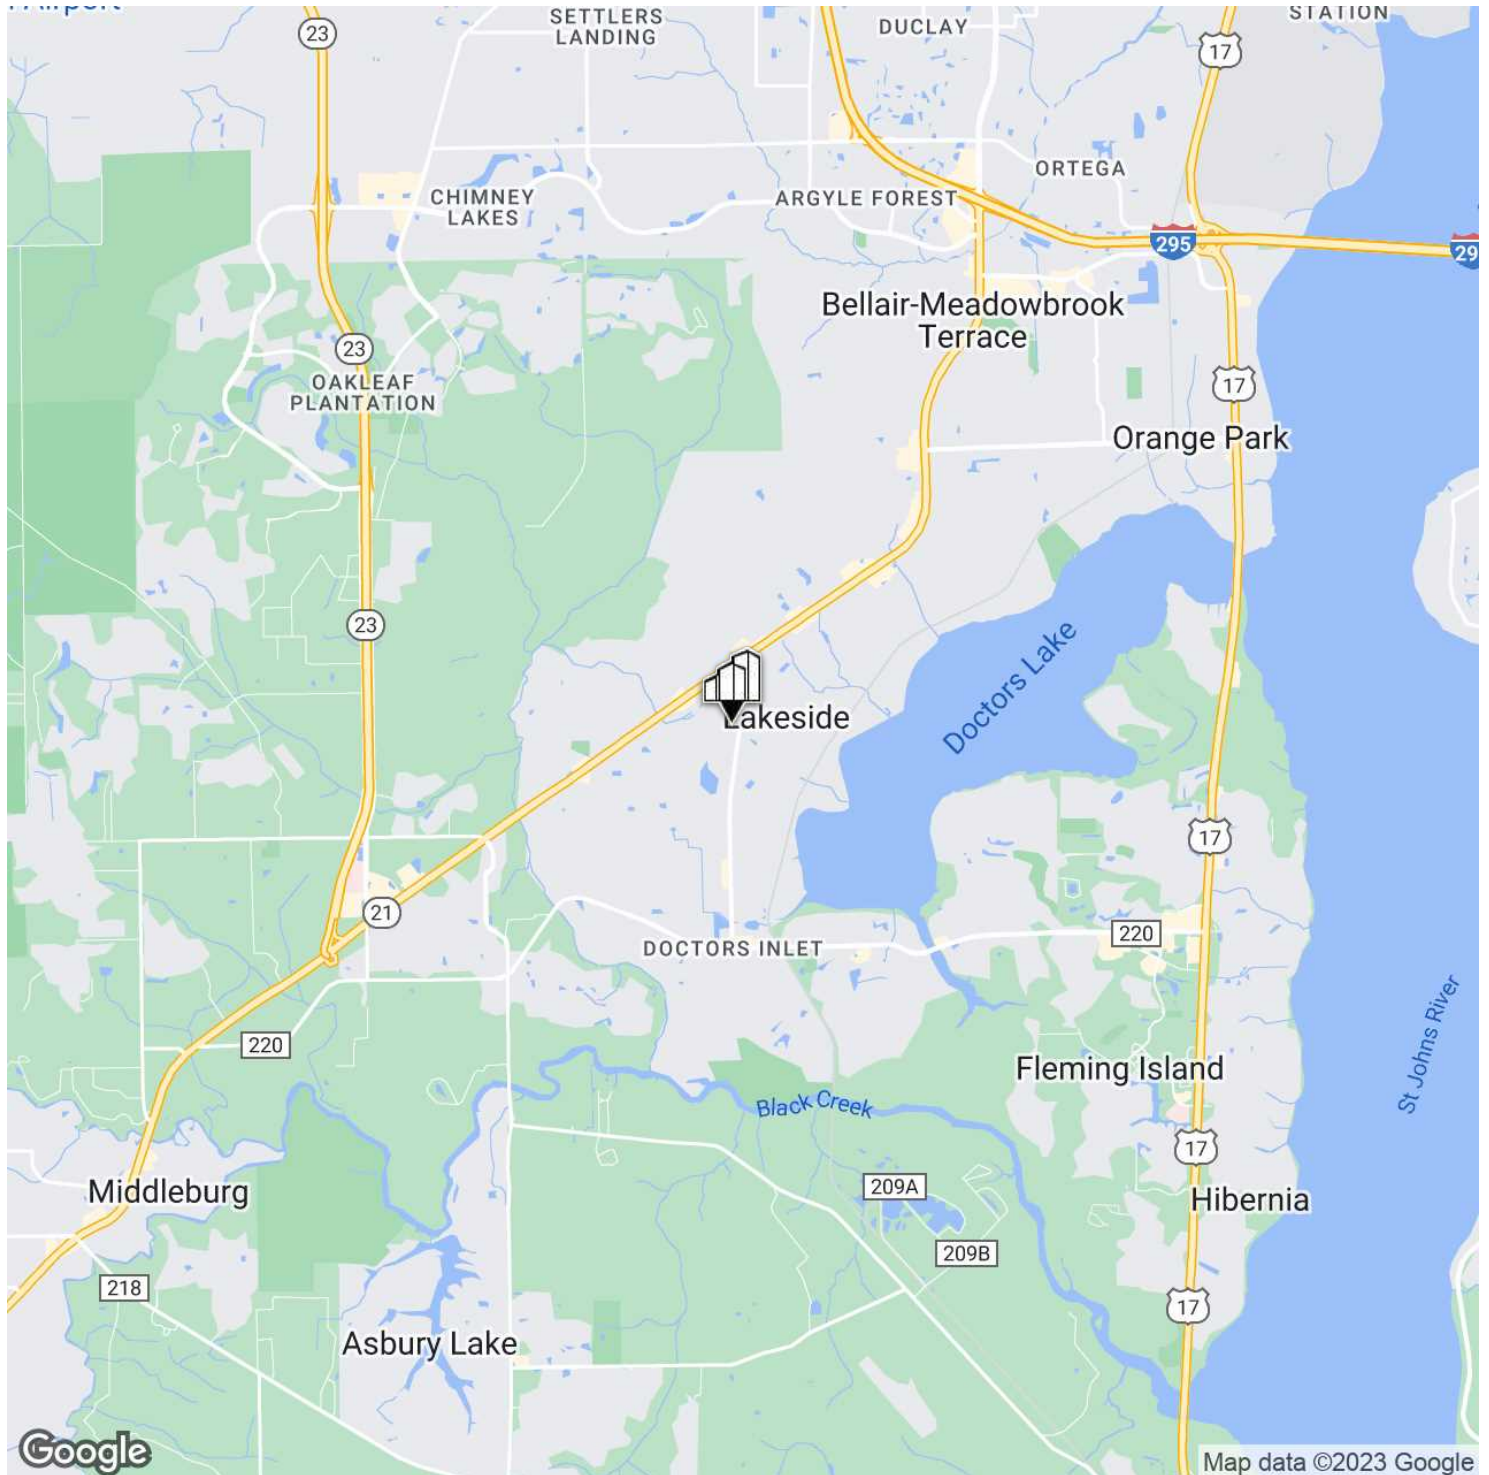 Airport
23
SETTLERS
LANDING
DUCLAY
STATION
17
CHIMNEY
LAKES
ARGYLE FOREST
ORTEGA
295
29
Bellair-Meadowbrook
Terrace
23
OAKLEAF
PLANTATION
17
Orange Park
23
Doctors Lake
Lakeside
17
21
DOCTORS INLET
220
220
Fleming Island
St Johns River
Black Creek
17
Middleburg
209A
Hibernia
209B
218
17
Asbury Lake
Google
Map data ©2023 Google